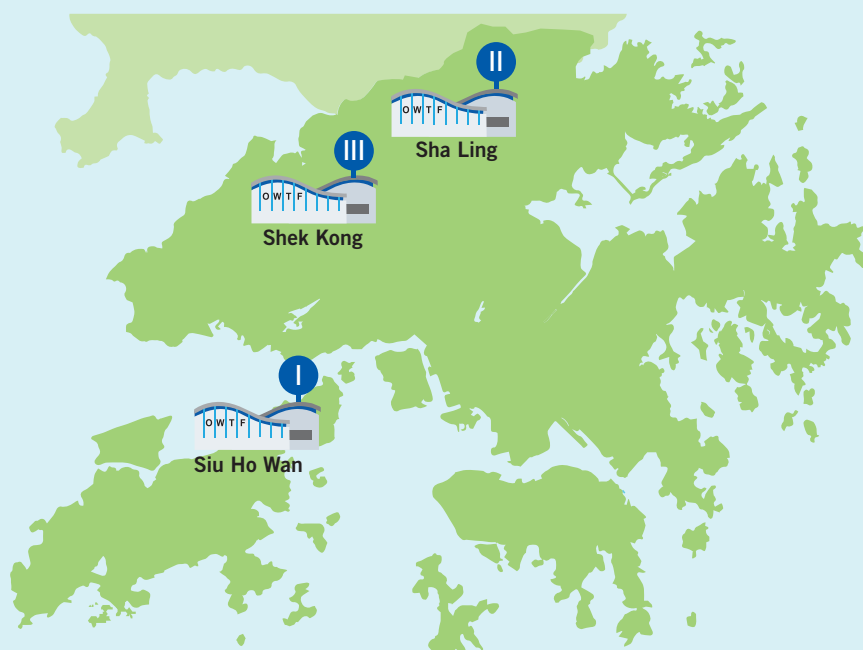 II
OWTF
Sha Ling
III
OWTF
Shek Kong
I
OWTF
Siu Ho Wan